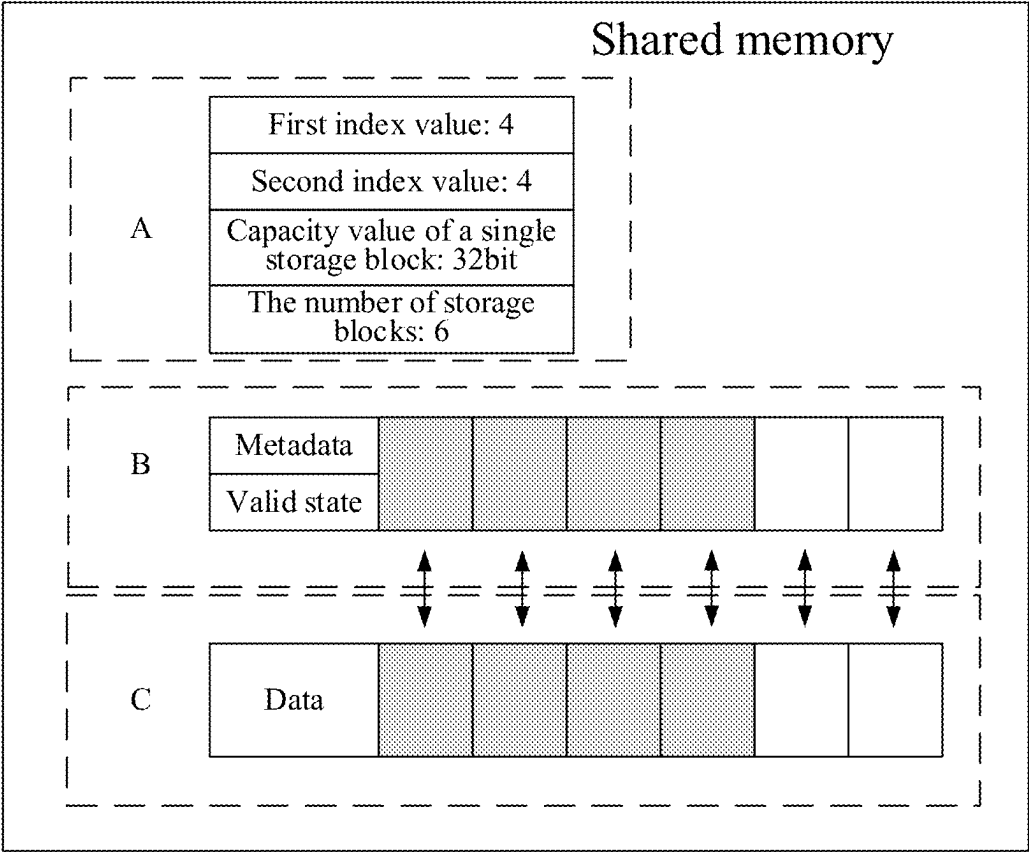 Shared memory
First index value: 4
Second index value: 4
A
Capacity value of a single
storage block: 32bit
The number of storage
blocks: 6
B
Metadata
Valid state
C
Data